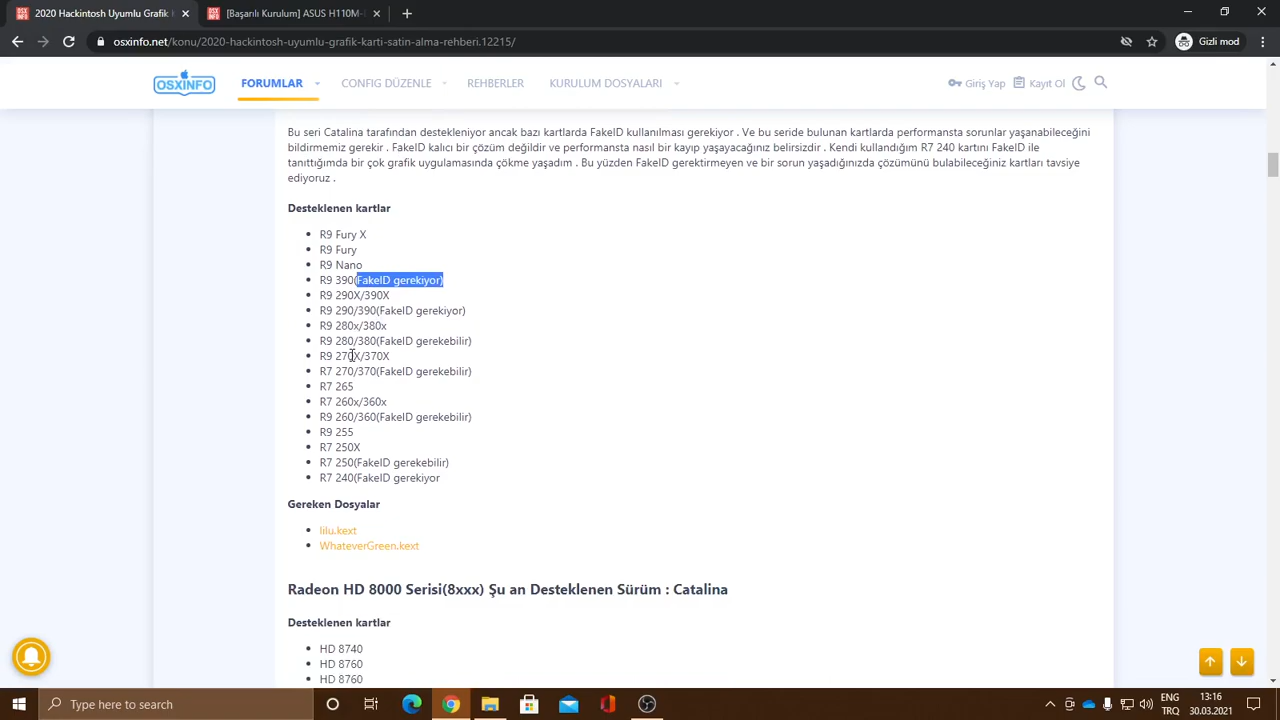 2020 Hackintosh Uyumlu Grafik K
[Başarılı Kurulum] ASUS H110M-
osxinfo.net/konu/2020-hackintosh-uyumlu-grafik-karti-satin-alma-rehberi.12215/
Gizli mod
OSXINFO
FORUMLAR
CONFIG DÜZENLE
REHBERLER
KURULUM DOSYALARI
Giriş Yap
Kayıt Ol
Bu seri Catalina tarafından destekleniyor ancak bazı kartlarda FakeID kullanılması gerekiyor . Ve bu seride bulunan kartlarda performansta sorunlar yaşanabileceğini
bildirmemiz gerekir . FakeID kalıcı bir çözüm değildir ve performansta nasıl bir kayıp yaşayacağınız belirsizdir . Kendi kullandığım R7 240 kartını FakeID ile
tanıttığımda bir çok grafik uygulamasında çökme yaşadım . Bu yüzden FakeID gerektirmeyen ve bir sorun yaşadığınızda çözümünü bulabileceğiniz kartları tavsiye
ediyoruz .
Desteklenen kartlar
R9 Fury X
R9 Fury
R9 Nano
R9 390(FakeID gerekiyor)
R9 290X/390X
R9 290/390(FakeID gerekiyor)
R9 280x/380x
R9 280/380(FakeID gerekebilir)
R9 270X/370X
R7 270/370(FakeID gerekebilir)
R7 265
R7 260x/360x
R9 260/360(FakeID gerekebilir)
R9 255
R7 250X
R7 250(FakeID gerekebilir)
R7 240(FakeID gerekiyor
Gereken Dosyalar
lilu.kext
WhateverGreen.kext
Radeon HD 8000 Serisi(8xxx) Şu an Desteklenen Sürüm : Catalina
Desteklenen kartlar
HD 8740
HD 8760
HD 8760
Type here to search
ENG
TRQ
13:16
30.03.2021